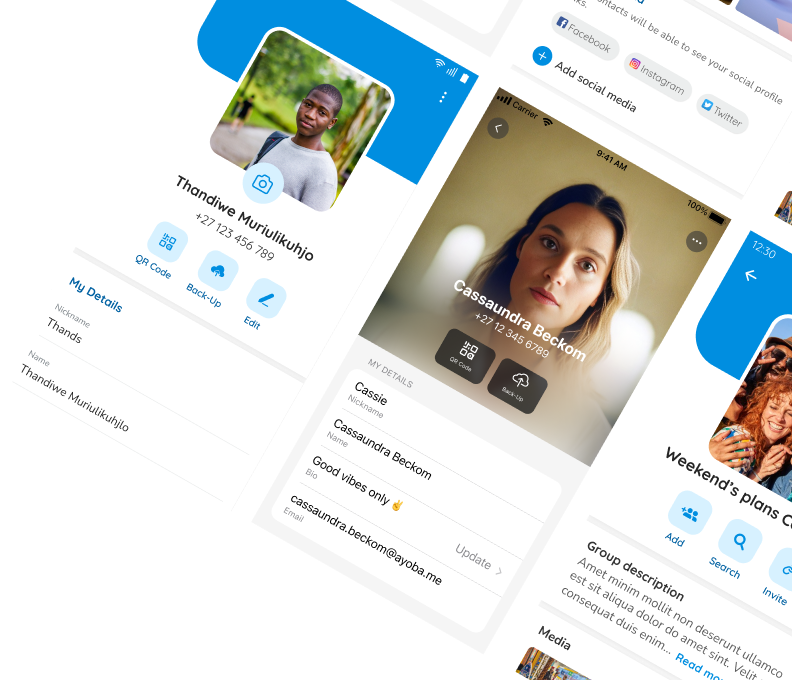 contacts will be able to see your social profile
Facebook
Instagram
Twitter
Add social media
Thandiwe Muriulikuhjo
+27 123 456 789
QR Code
Back-Up
Edit
My Details
Nickname
Thands
Name
Thandiwe Muriulikuhjlo
Carrier
9:41 AM
100%
Cassaundra Beckom
+27 12 345 6789
QR Code
Back-Up
MY DETAILS
Cassie
Nickname
Cassaundra Beckom
Name
Good vibes only ✌️
Bio
cassaundra.beckom@ayoba.me
Email
Update
12:30
Weekend's plans
Add
Search
Invite
Group description
Amet minim mollit non deserunt ullamco
est sit aliqua dolor do amet sint. Velit
consequat duis enim... Read
Media